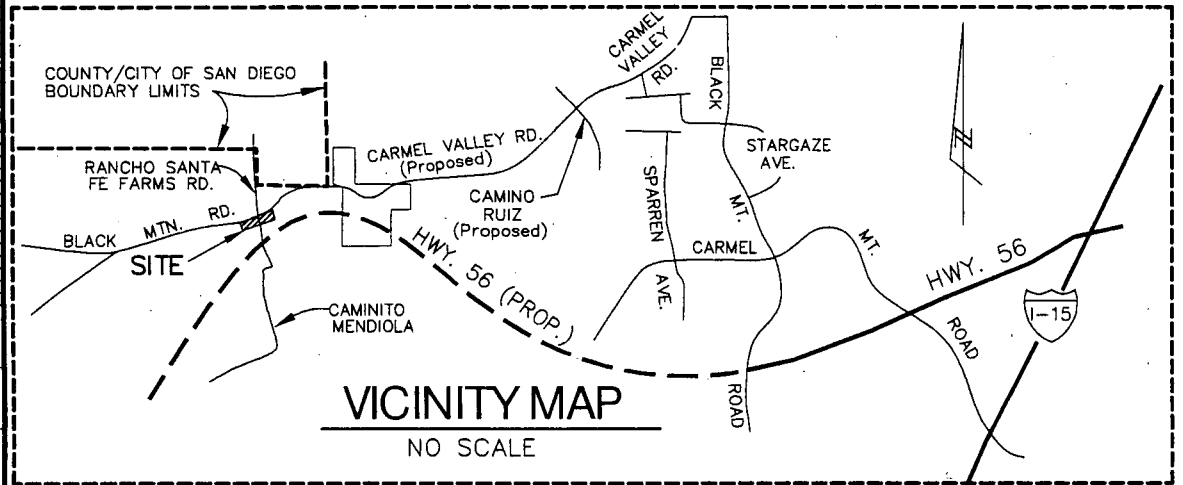 COUNTY/CITY OF SAN DIEGO
BOUNDARY LIMITS
RANCHO SANTA
FE FARMS RD.
BLACK MTN. RD.
SITE
CAMINITO
MENDIOLA
CARMEL VALLEY RD.
(Proposed)
CAMINO
RUIZ
(Proposed)
CARMEL
VALLEY
RD.
BLACK
MT.
ROAD
STARGAZE
AVE.
SPARREN
AVE.
CARMEL
MT.
ROAD
HWY. 56 (PROP.)
HWY. 56
I-15
Z
VICINITY MAP
NO SCALE